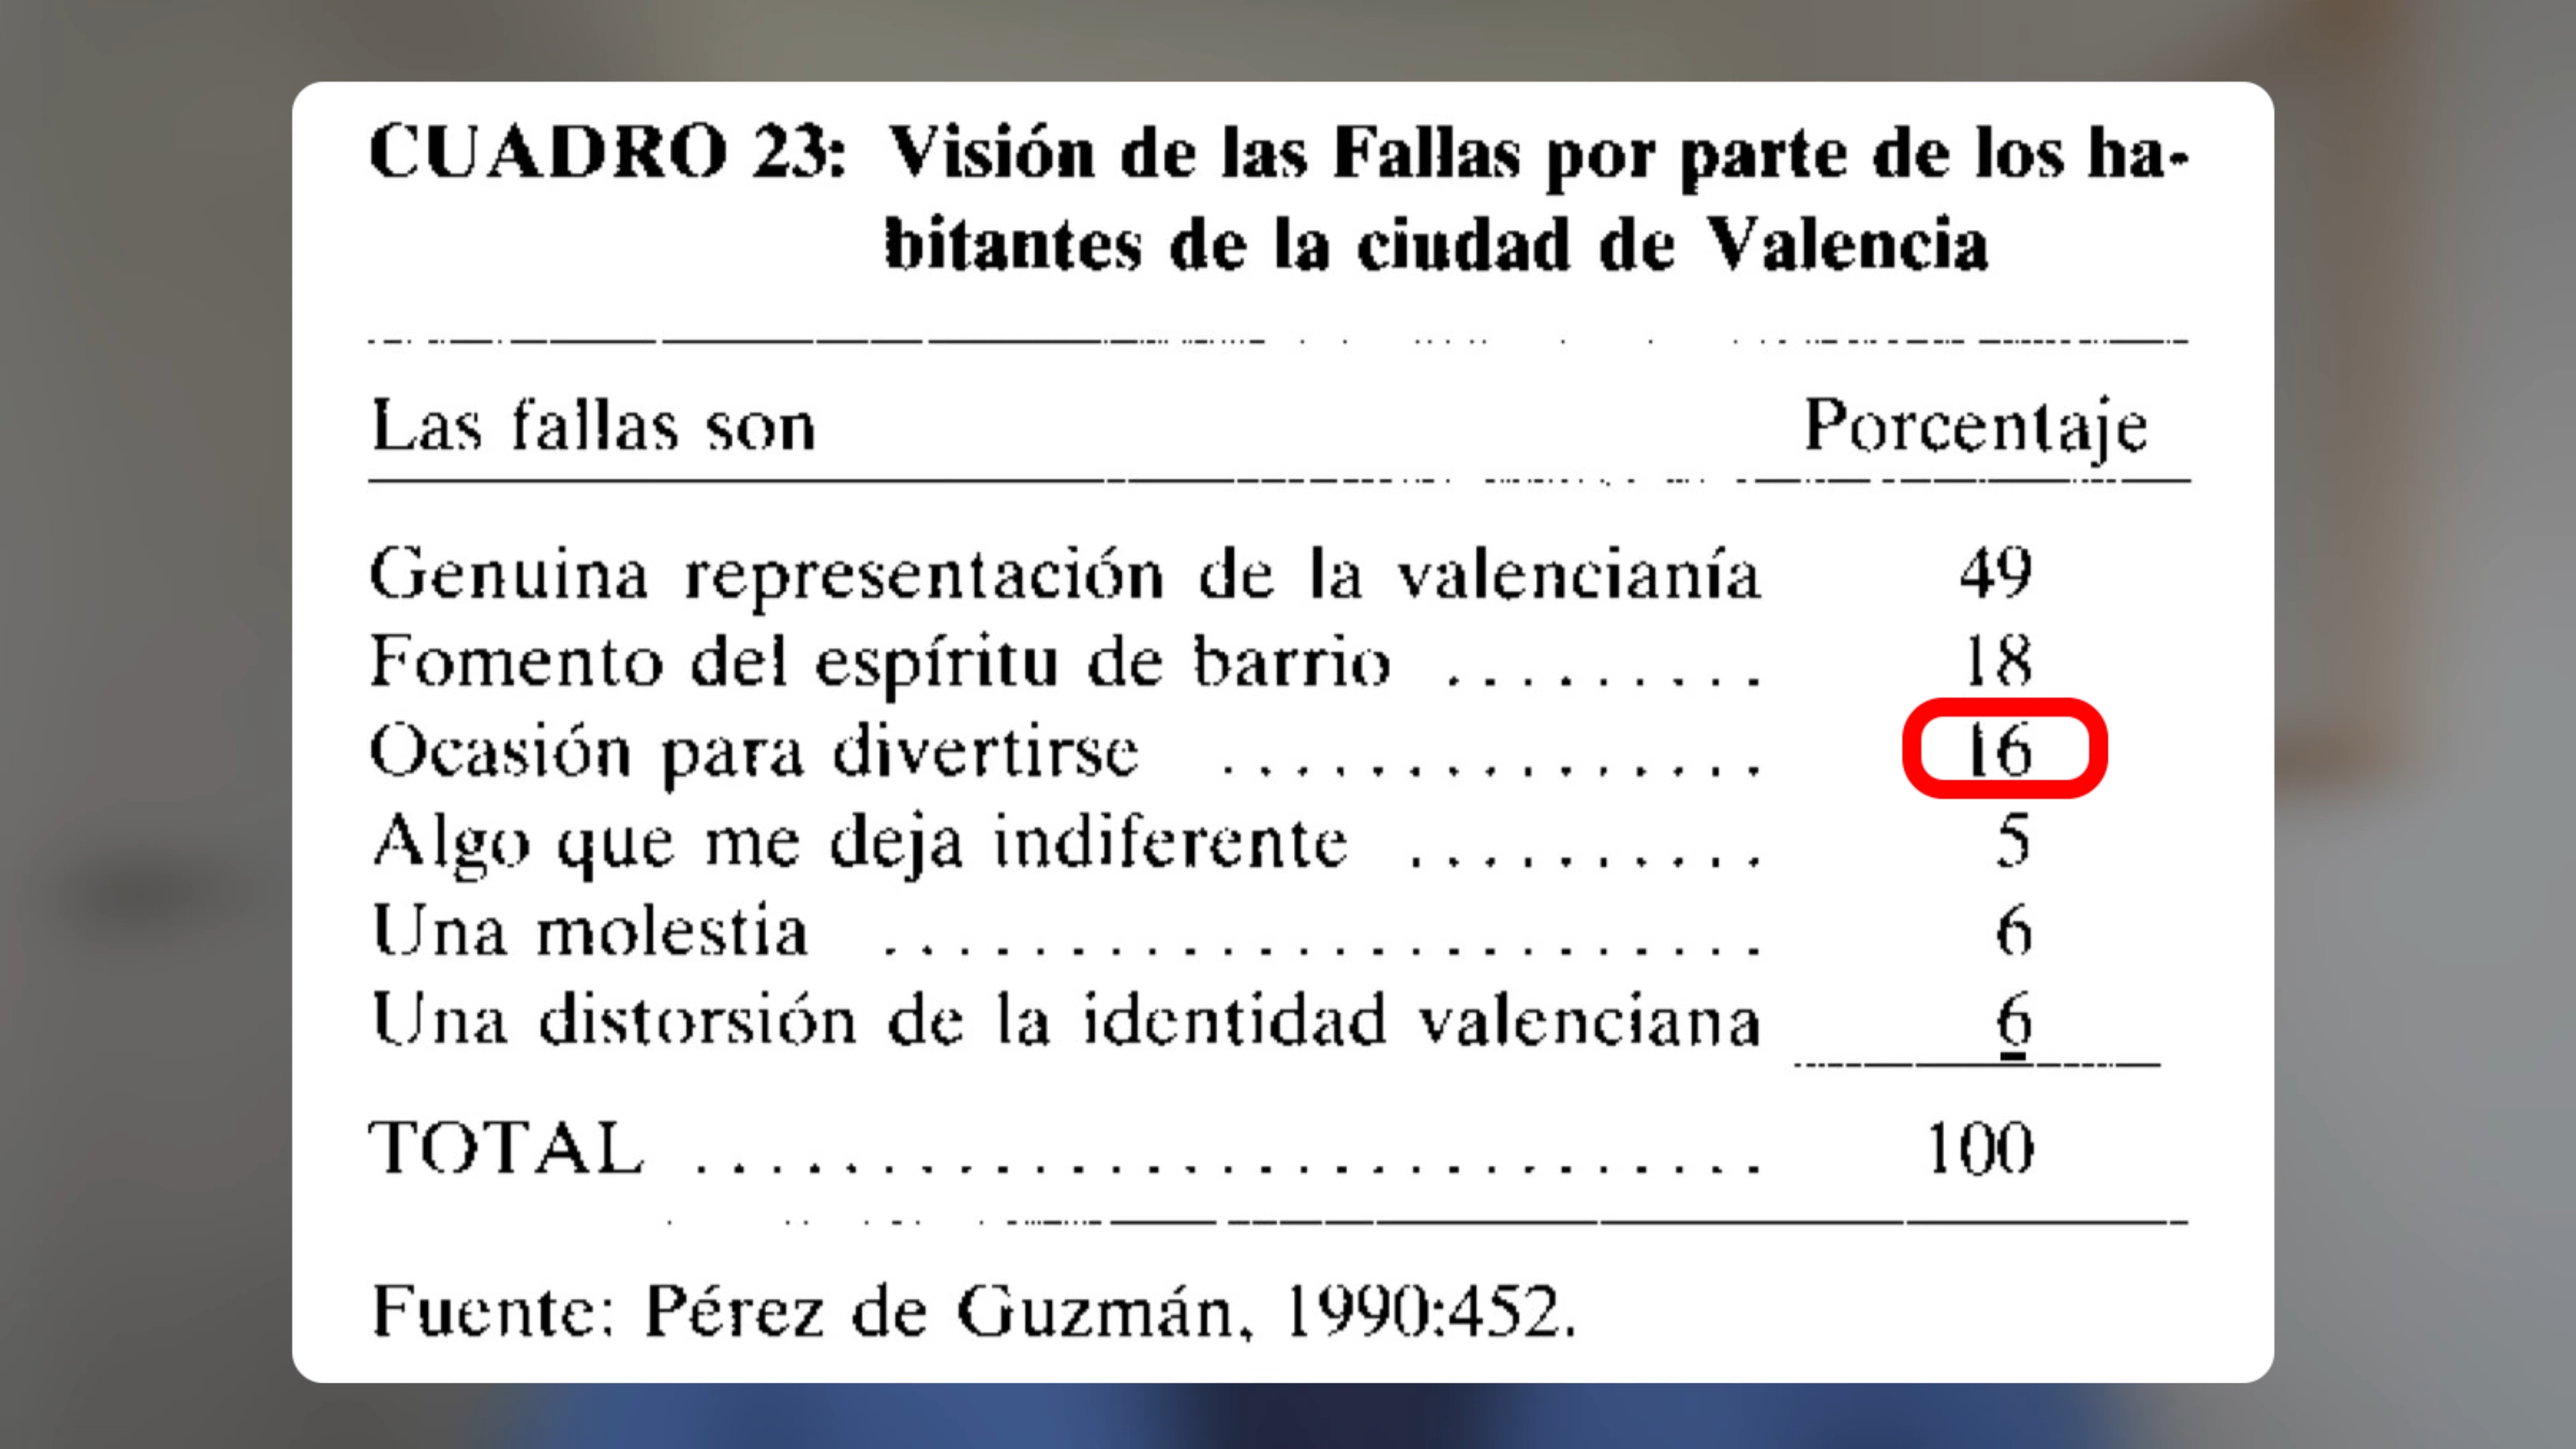 CUADRO 23: Visión de las Fallas por parte de los ha-
bitantes de la ciudad de Valencia
Las fallas son Porcentaje
Genuina representación de la valencianía 49
Fomento del espíritu de barrio ......... 18
Ocasión para divertirse ............... 16
Algo que me deja indiferente .......... 5
Una molestia ........................ 6
Una distorsión de la identidad valenciana 6
TOTAL ............................. 100
Fuente: Pérez de Guzmán, 1990:452.